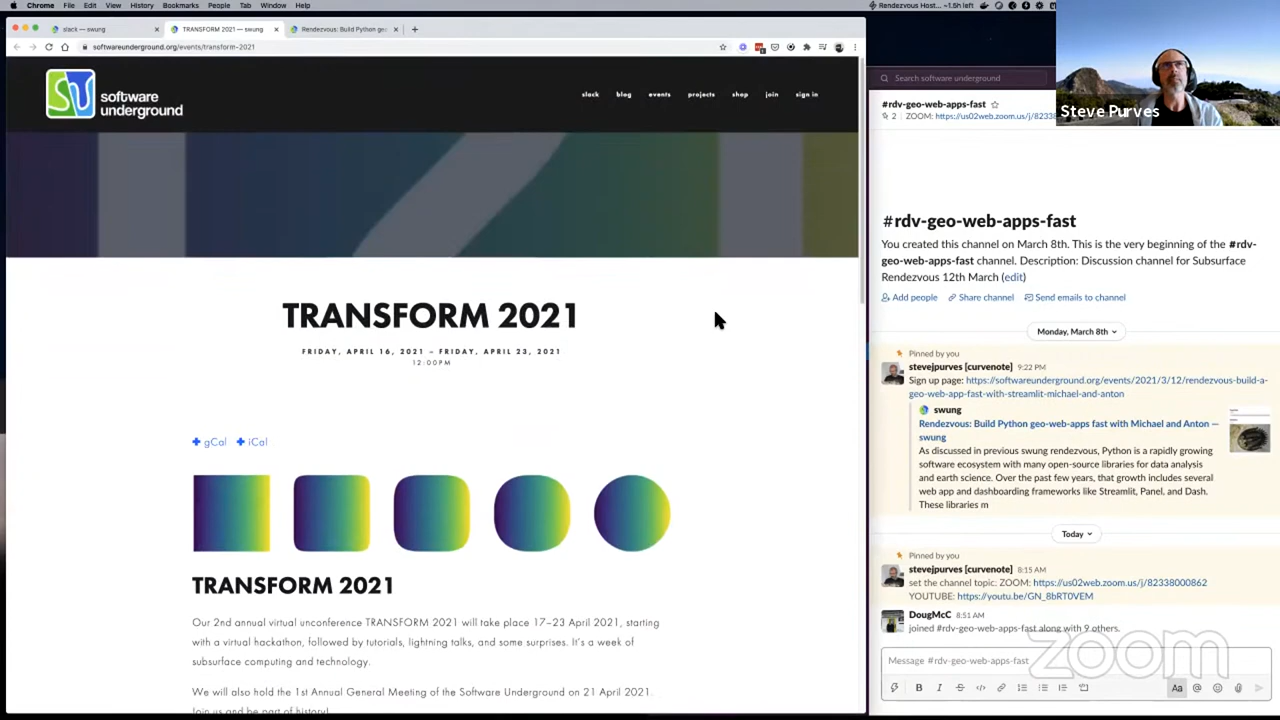 Chrome File Edit View History Bookmarks People Tab Window Help
Rendezvous Host... ~1.5h left
slack — swung
TRANSFORM 2021 — swung
Rendezvous: Build Python geo-we
softwareunderground.org/events/transform-2021
software
underground
slack blog events projects shop join sign in
TRANSFORM 2021
FRIDAY, APRIL 16, 2021 – FRIDAY, APRIL 23, 2021
12:00PM
gCal iCal
TRANSFORM 2021
Our 2nd annual virtual unconference TRANSFORM 2021 will take place 17–23 April 2021, starting
with a virtual hackathon, followed by tutorials, lightning talks, and some surprises. It's a week of
subsurface computing and technology.
We will also hold the 1st Annual General Meeting of the Software Underground on 21 April 2021.
Join us and be part of history!
Steve Purves
Search software underground
#rdv-geo-web-apps-fast
2 | ZOOM: https://us02web.zoom.us/j/8233
#rdv-geo-web-apps-fast
You created this channel on March 8th. This is the very beginning of the #rdv-
geo-web-apps-fast channel. Description: Discussion channel for Subsurface
Rendezvous 12th March (edit)
Add people Share channel Send emails to channel
Monday, March 8th
Pinned by you
stevejpurves [curvenote] 9:22 PM
Sign up page: https://softwareunderground.org/events/2021/3/12/rendezvous-build-a-
geo-web-app-fast-with-streamlit-michael-and-anton
swung
Rendezvous: Build Python geo-web-apps fast with Michael and Anton —
swung
As discussed in previous swung rendezvous, Python is a rapidly growing
software ecosystem with many open-source libraries for data analysis
and earth science. Over the past few years, that growth includes several
web app and dashboarding frameworks like Streamlit, Panel, and Dash.
These libraries m
Today
Pinned by you
stevejpurves [curvenote] 8:15 AM
set the channel topic: ZOOM: https://us02web.zoom.us/j/82338000862
YOUTUBE: https://youtu.be/GN_8bRT0VEM
DougMcC 8:51 AM
joined #rdv-geo-web-apps-fast along with 9 others.
Message #rdv-geo-web-apps-fast
B I S Aa
zoom